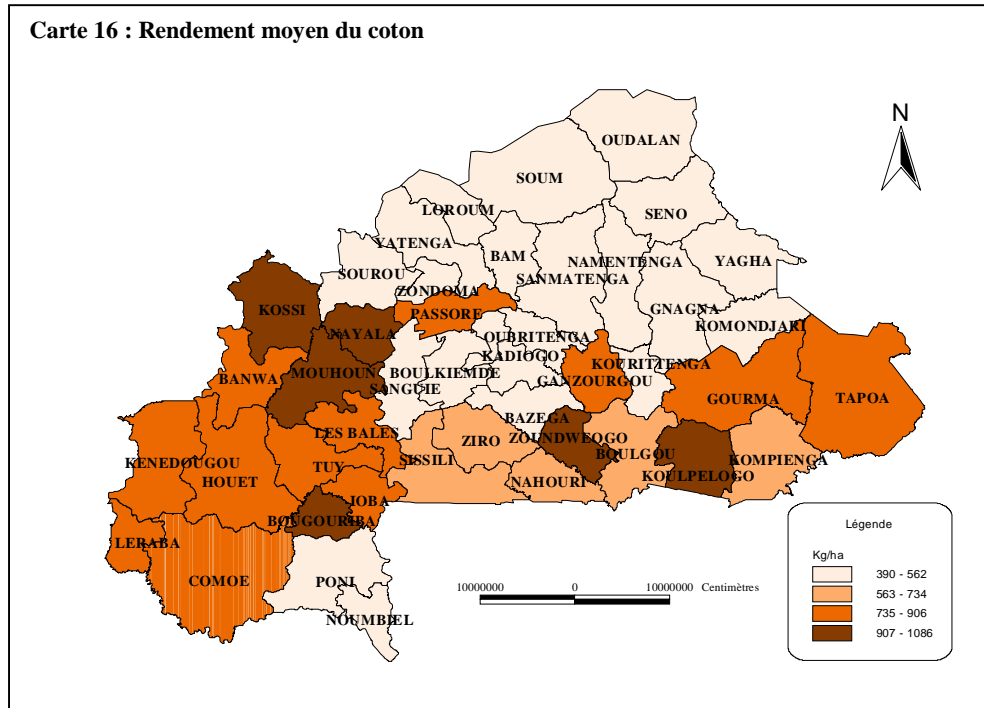 Carte 16 : Rendement moyen du coton
N
OUDALAN
SOUM
SENO
LOROUM
YATENGA
BAM
NAMENTENGA
YAGHA
SOUROU
SANMATENGA
ZONDOMA
GNAGNA
KOSSI
PASSORE
KOMONDJARI
NAYALA
OUBRITENGA
KADIOGO
KOURITTENGA
BANWA
MOUHOUN
BOULKIEMDE
SANGUIE
GANZOURGOU
GOURMA
TAPOA
BAZEGA
LES BALES
ZIRO
ZOUNDWEOGO
KENEDOUGOU
SISSILI
BOULGOU
KOMPIENGA
TUY
HOUET
NAHOURI
KOULPELOGO
IOBA
BOUGOURIBA
LERABA
COMOE
PONI
NOUMBIEL
10000000 0 10000000 Centimètres
Légende
Kg/ha
390 - 562
563 - 734
735 - 906
907 - 1086